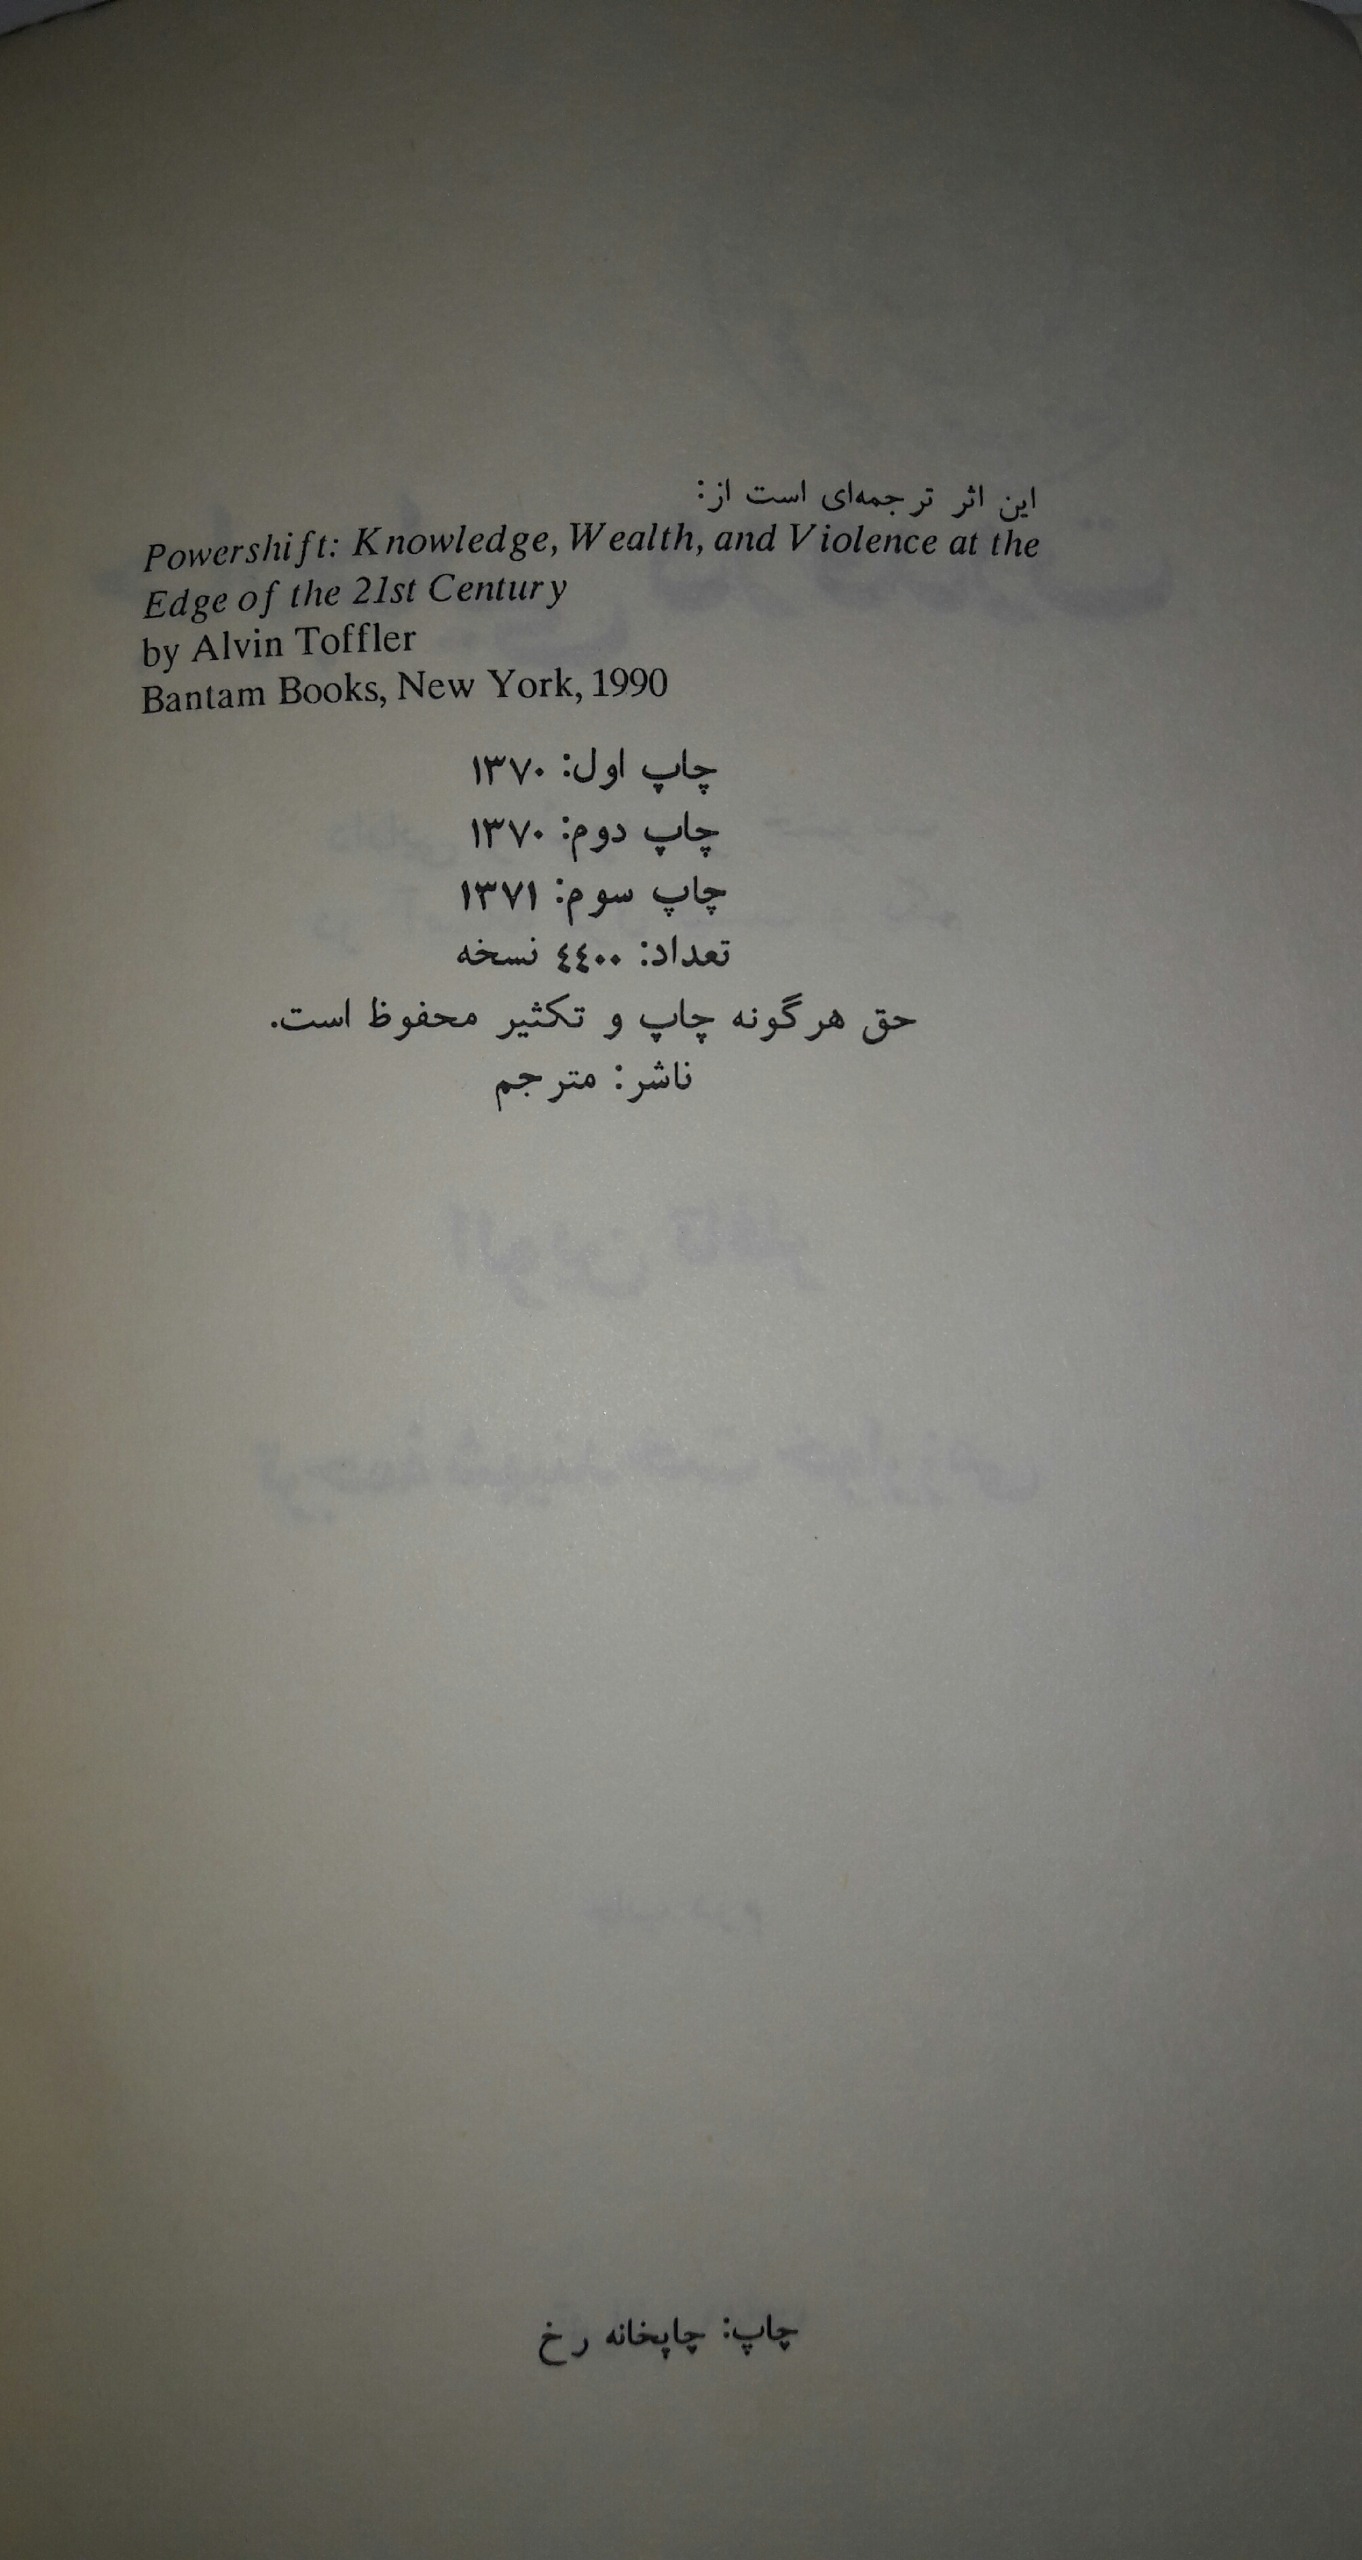 این اثر ترجمه‌ای است از:
Powershift: Knowledge, Wealth, and Violence at the
Edge of the 21st Century
by Alvin Toffler
Bantam Books, New York, 1990
چاپ اول: ۱۳۷۰
چاپ دوم: ۱۳۷۰
چاپ سوم: ۱۳۷۱
تعداد: ٤٤۰۰ نسخه
حق هرگونه چاپ و تکثیر محفوظ است.
ناشر: مترجم
چاپ: چاپخانه رخ